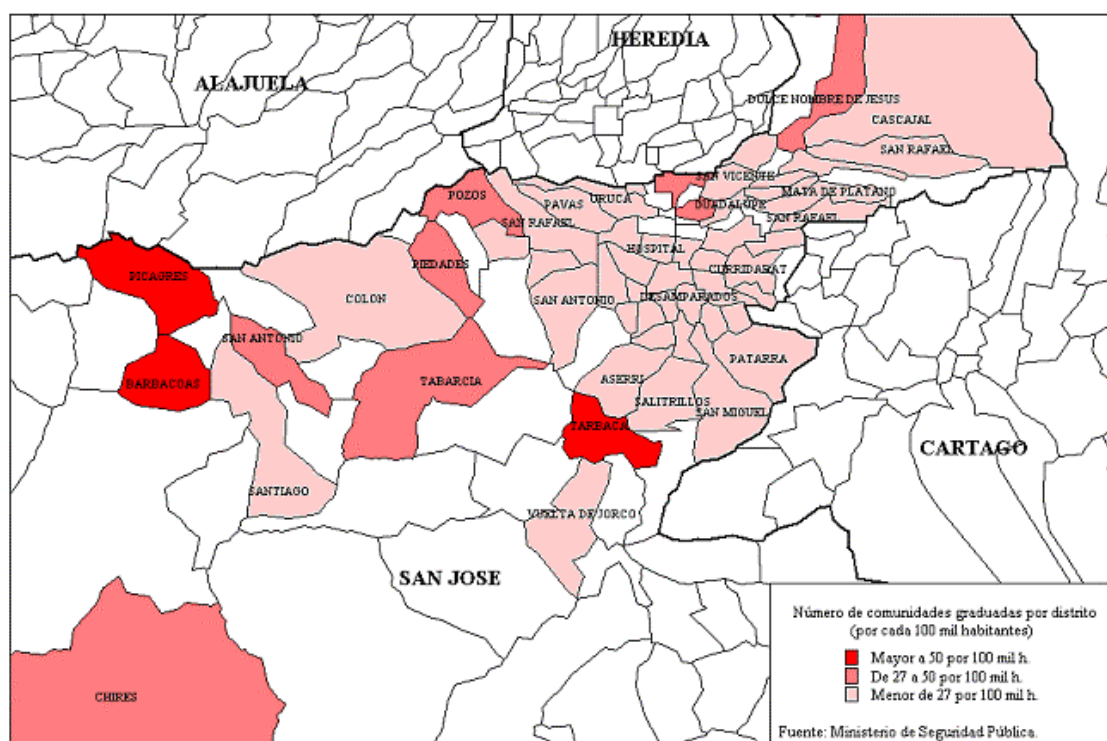 HEREDIA
ALAJUELA
DULCE NOMBRE DE JESUS
CASCAJAL
SAN RAFAEL
SAN VICENTE
MATA DE PLATANO
POZOS
PAVAS
URUCA
GUADALUPE
SAN RAFAEL
SAN RAFAEL
HOSPITAL
PICAGRES
PIEDADES
CURRIDABAT
COLON
SAN ANTONIO
DESAMPARADOS
SAN ANTONIO
PATARRA
BARBACOAS
TABARCIA
ASERRI
SALITRILLOS
SAN MIGUEL
TARBACA
CARTAGO
SANTIAGO
VUELTA DE JORCO
SAN JOSE
CHIRES
Número de comunidades graduadas por distrito
(por cada 100 mil habitantes)
Mayor a 50 por 100 mil h.
De 27 a 50 por 100 mil h.
Menor de 27 por 100 mil h.
Fuente: Ministerio de Seguridad Pública.